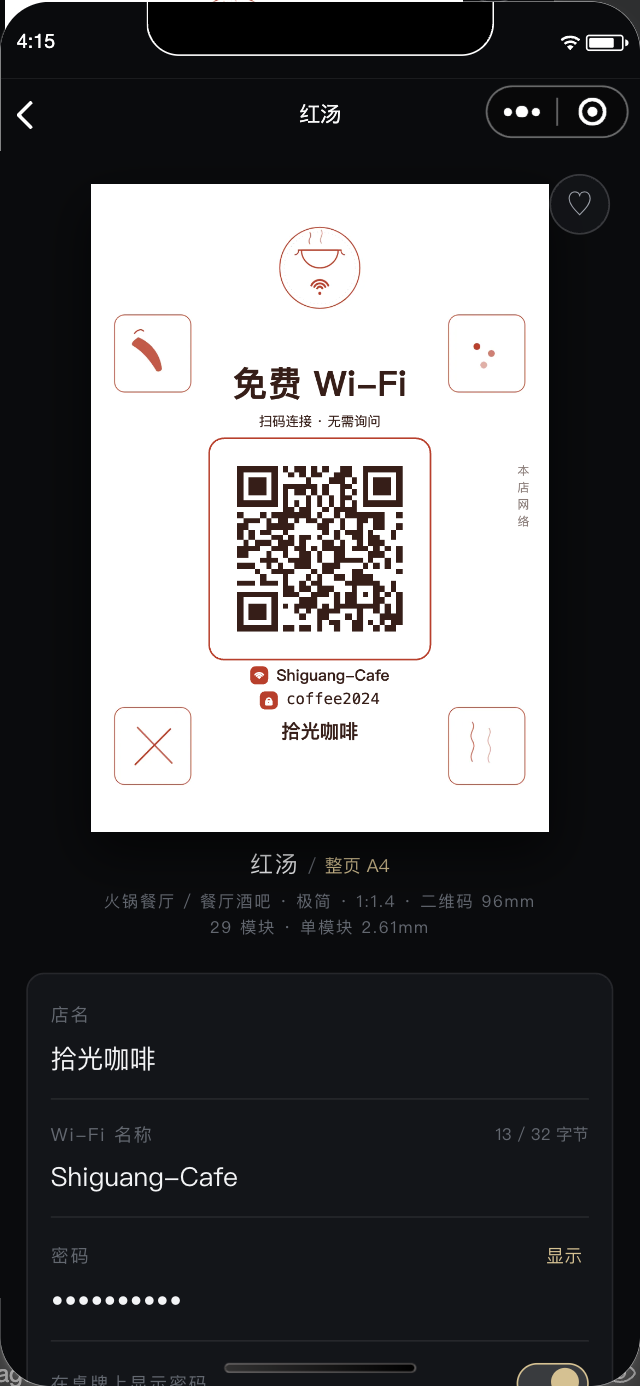 4:15
红汤
免费 Wi-Fi
扫码连接 · 无需询问
本店网络
Shiguang-Cafe
coffee2024
拾光咖啡
红汤 / 整页 A4
火锅餐厅 / 餐厅酒吧 · 极简 · 1:1.4 · 二维码 96mm
29 模块 · 单模块 2.61mm
店名
拾光咖啡
Wi-Fi 名称 13 / 32 字节
Shiguang-Cafe
密码 显示
在桌牌上显示密码